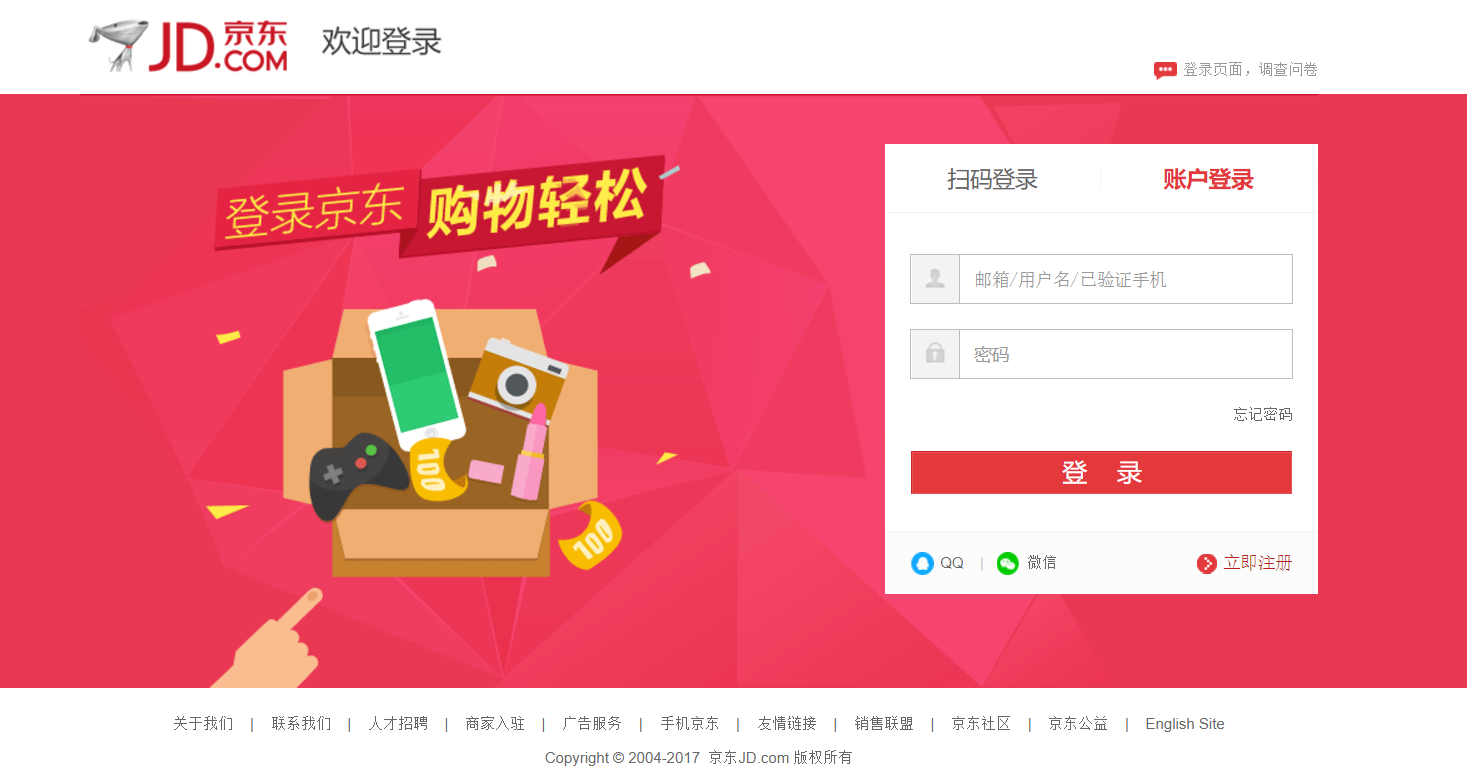 JD.京东
.COM
欢迎登录
登录页面，调查问卷
登录京东 购物轻松
100
100
扫码登录
账户登录
邮箱/用户名/已验证手机
密码
忘记密码
登 录
QQ | 微信
立即注册
关于我们 | 联系我们 | 人才招聘 | 商家入驻 | 广告服务 | 手机京东 | 友情链接 | 销售联盟 | 京东社区 | 京东公益 | English Site
Copyright © 2004-2017 京东JD.com 版权所有